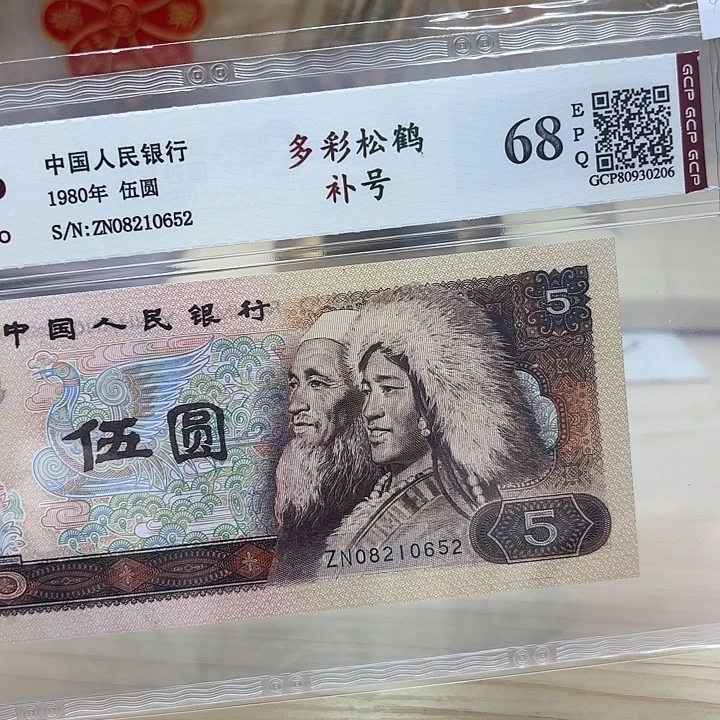 中国人民银行
1980年 伍圆
S/N:ZN08210652
多彩松鹤
补号
68
EPQ
GCP80930206
GCP GCP GCP
中国人民银行
5
伍圆
ZN08210652
5